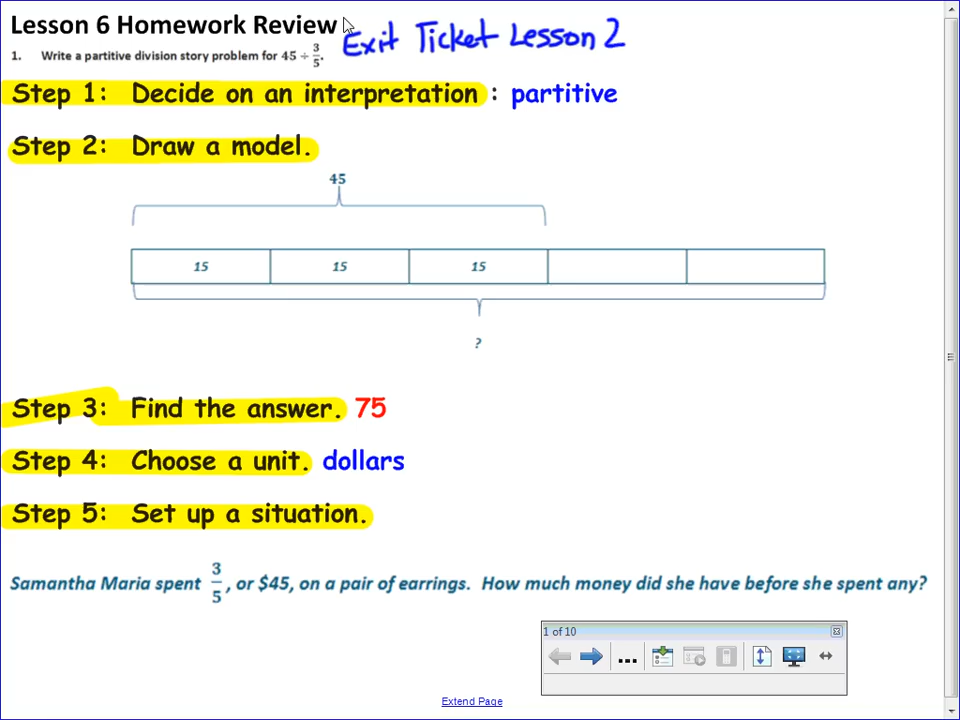 Lesson 6 Homework Review
Exit Ticket Lesson 2
1. Write a partitive division story problem for 45 ÷ 3/5.
Step 1: Decide on an interpretation : partitive
Step 2: Draw a model.
45
15 15 15
?
Step 3: Find the answer. 75
Step 4: Choose a unit. dollars
Step 5: Set up a situation.
Samantha Maria spent 3/5, or $45, on a pair of earrings. How much money did she have before she spent any?
1 of 10
Extend Page